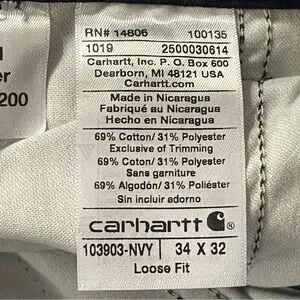 RN# 14806 100135
1019 2500030614
Carhartt, Inc. P. O. Box 600
Dearborn, MI 48121 USA
Carhartt.com
Made in Nicaragua
Fabriqué au Nicaragua
Hecho en Nicaragua
69% Cotton/ 31% Polyester
Exclusive of Trimming
69% Coton/ 31% Polyester
Sans garniture
69% Algodón/ 31% Poliéster
Sin incluir adorno
carhartt
103903-NVY 34 X 32
Loose Fit
200